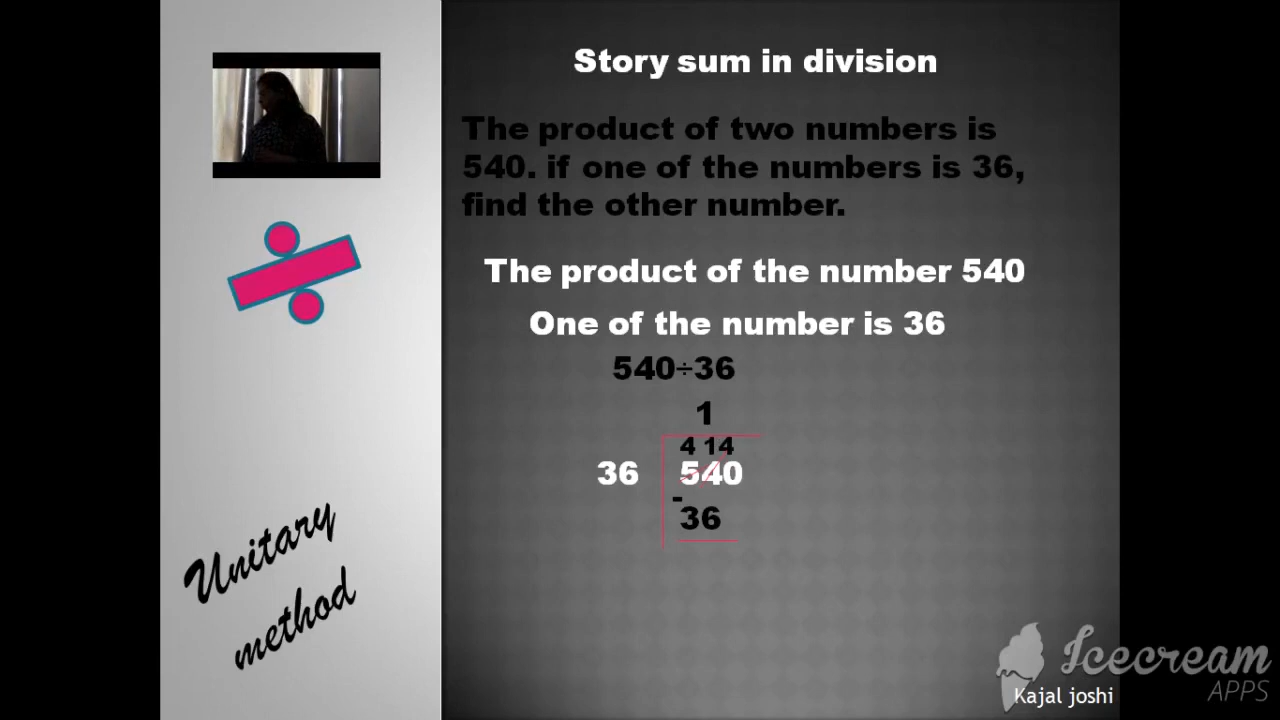 Story sum in division
The product of two numbers is
540. if one of the numbers is 36,
find the other number.
The product of the number 540
One of the number is 36
540÷36
1
4 14
36 540
-
36
Unitary
method
Icecream
APPS
Kajal joshi